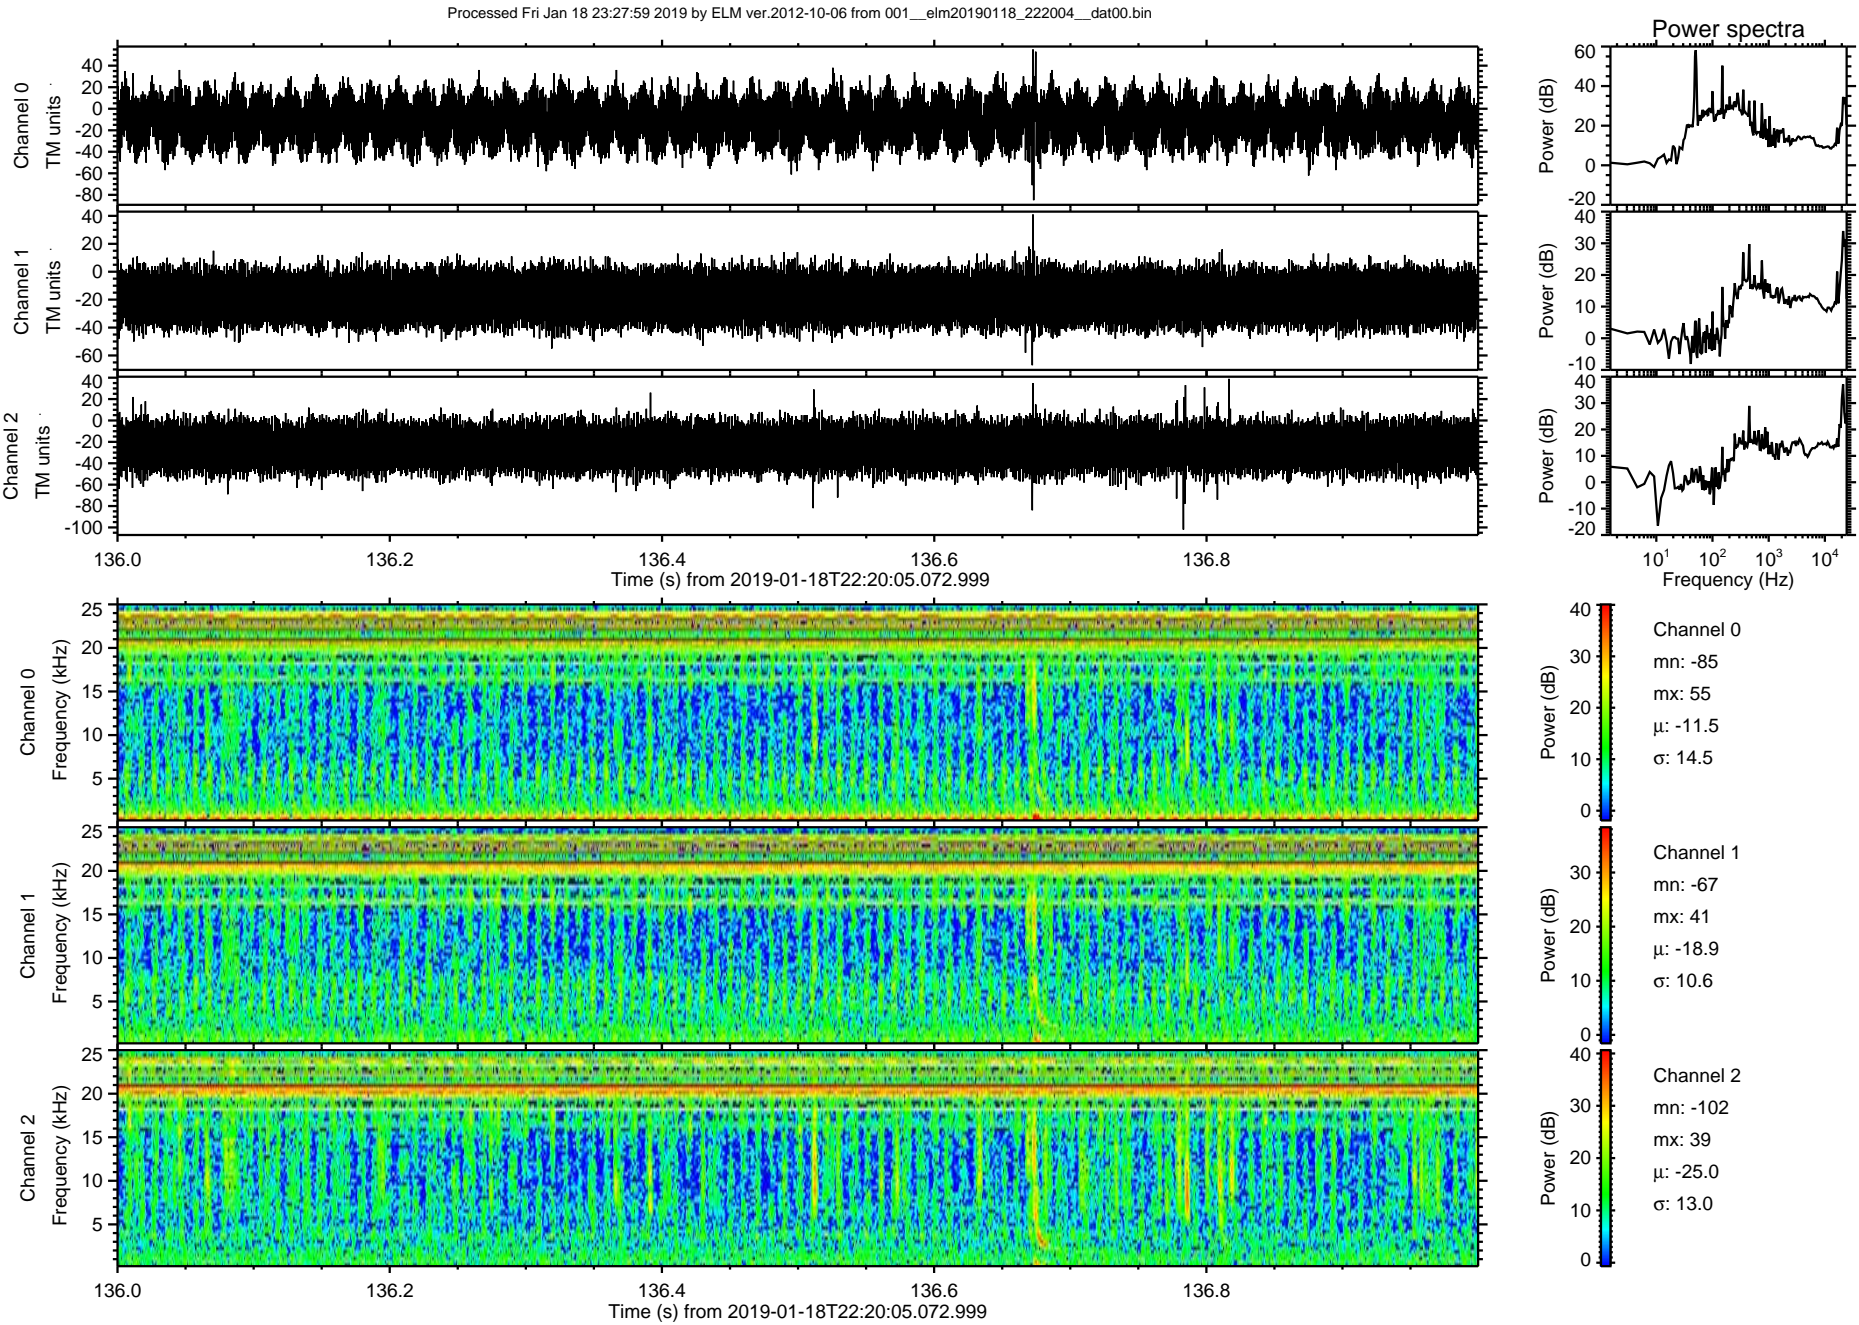 Processed Fri Jan 18 23:27:59 2019 by ELM ver.2012-10-06 from 001__elm20190118_222004__dat00.bin
Power spectra
Channel 0
TM units
40
20
0
-20
-40
-60
-80
Power (dB)
60
40
20
0
-20
Channel 1
TM units
40
20
0
-20
-40
-60
Power (dB)
40
30
20
10
0
-10
Channel 2
TM units
40
20
0
-20
-40
-60
-80
-100
Power (dB)
40
30
20
10
0
-10
-20
136.0 136.2 136.4 136.6 136.8
Time (s) from 2019-01-18T22:20:05.072.999
10¹ 10² 10³ 10⁴
Frequency (Hz)
Channel 0
Frequency (kHz)
25
20
15
10
5
Power (dB)
40
30
20
10
0
Channel 0
mn: -85
mx: 55
μ: -11.5
σ: 14.5
Channel 1
Frequency (kHz)
25
20
15
10
5
Power (dB)
30
20
10
0
Channel 1
mn: -67
mx: 41
μ: -18.9
σ: 10.6
Channel 2
Frequency (kHz)
25
20
15
10
5
Power (dB)
40
30
20
10
0
Channel 2
mn: -102
mx: 39
μ: -25.0
σ: 13.0
136.0 136.2 136.4 136.6 136.8
Time (s) from 2019-01-18T22:20:05.072.999